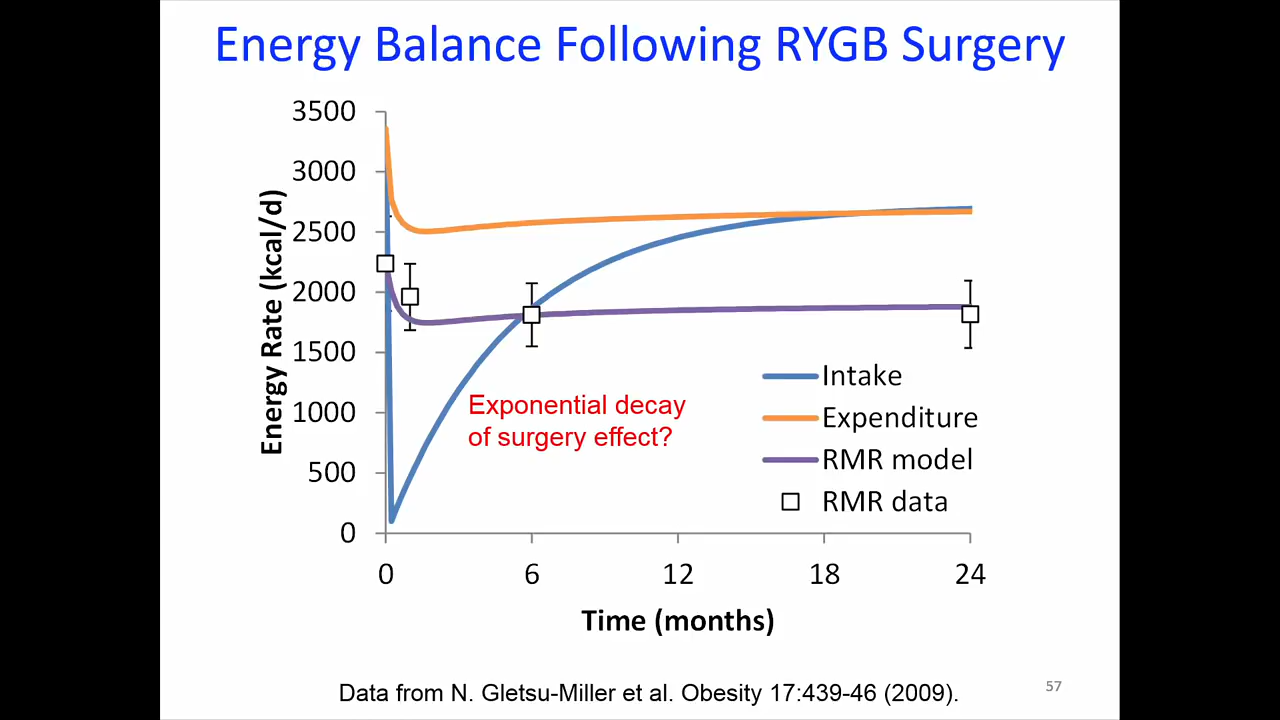 Energy Balance Following RYGB Surgery
3500
3000
2500
2000
1500
1000
500
0
Energy Rate (kcal/d)
Exponential decay
of surgery effect?
Intake
Expenditure
RMR model
RMR data
0 6 12 18 24
Time (months)
Data from N. Gletsu-Miller et al. Obesity 17:439-46 (2009).
57